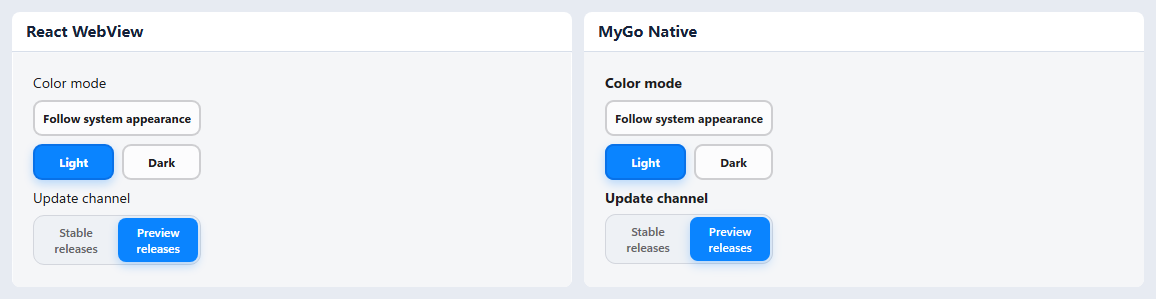 React WebView
Color mode
Follow system appearance
Light
Dark
Update channel
Stable
releases
Preview
releases
MyGo Native
Color mode
Follow system appearance
Light
Dark
Update channel
Stable
releases
Preview
releases